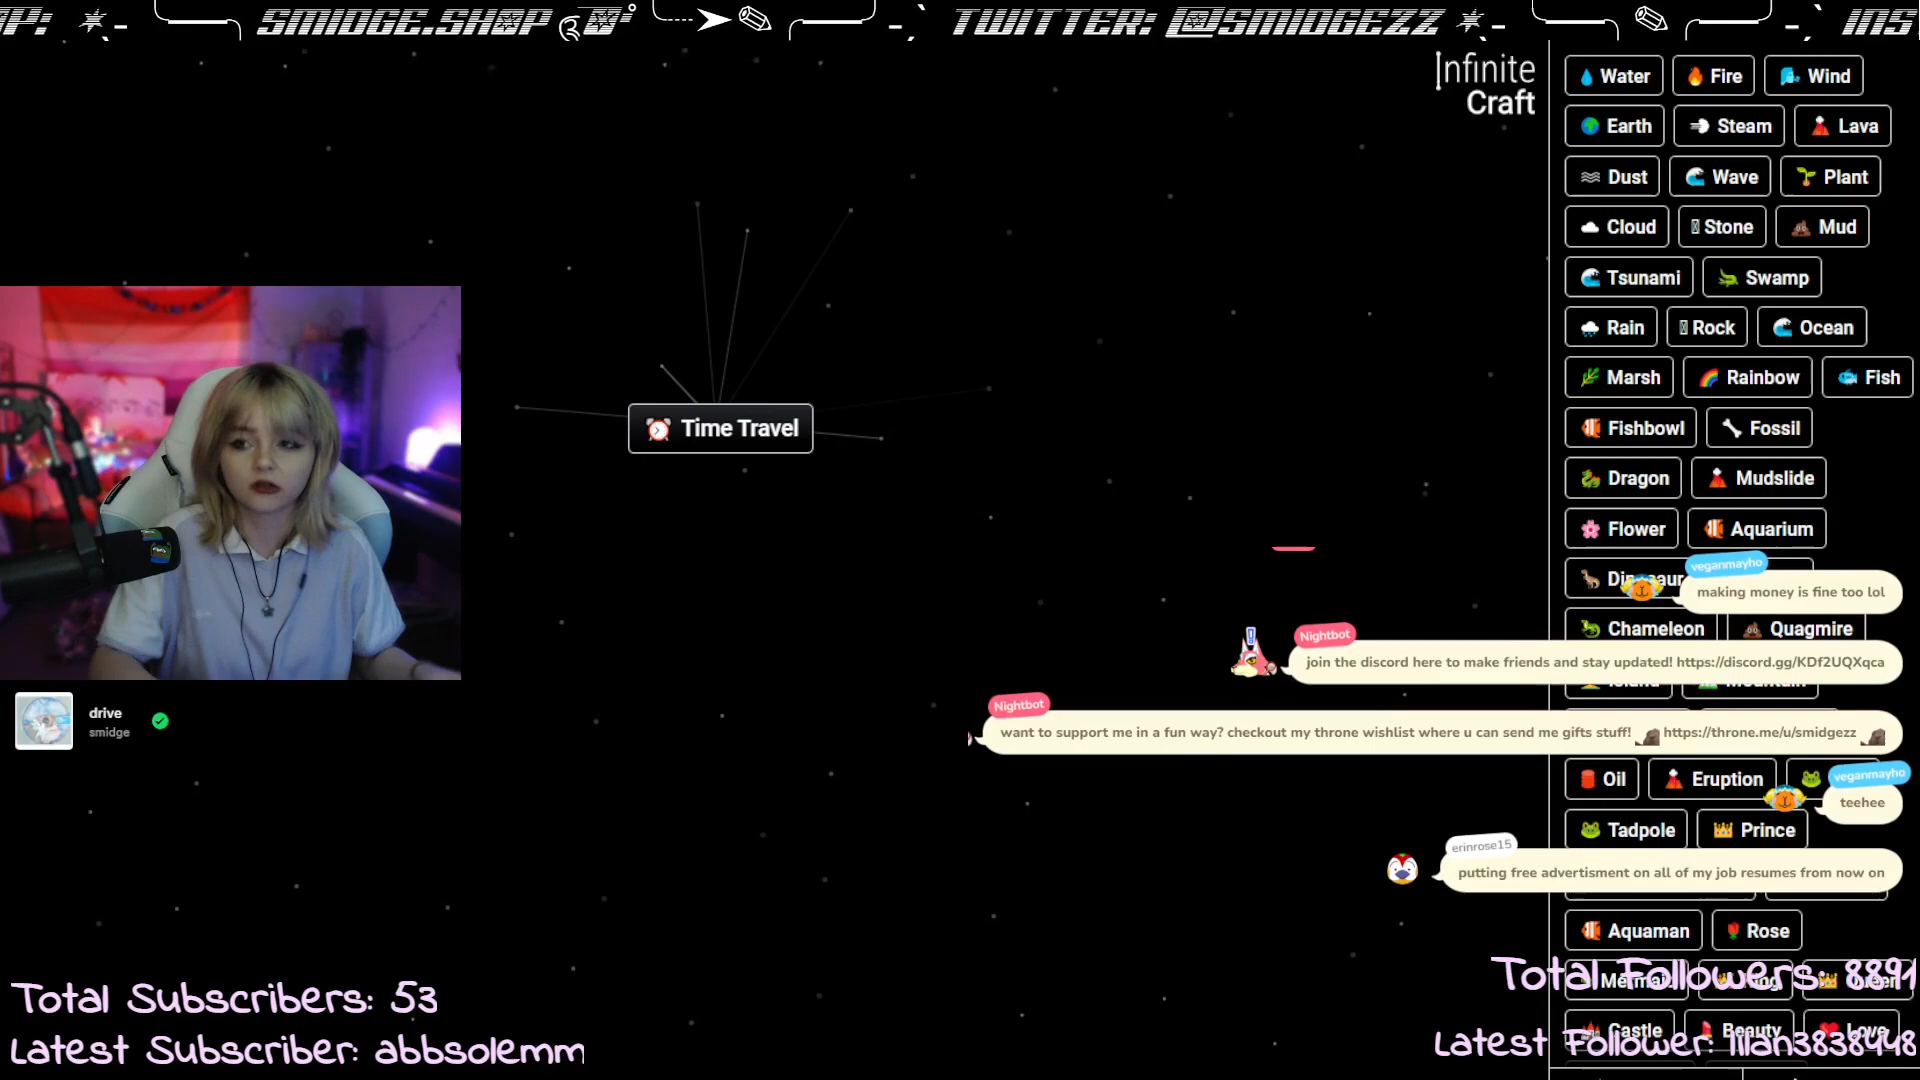 P:
SMIDGE.SHOP
TWITTER: @SMIDGEZZ
INS
Infinite
Craft
Water
Fire
Wind
Earth
Steam
Lava
Dust
Wave
Plant
Cloud
Stone
Mud
Tsunami
Swamp
Rain
Rock
Ocean
Marsh
Rainbow
Fish
Fishbowl
Fossil
Time Travel
Dragon
Mudslide
Flower
Aquarium
veganmayho
making money is fine too lol
Chameleon
Quagmire
Nightbot
join the discord here to make friends and stay updated! https://discord.gg/KDf2UQXqca
Nightbot
want to support me in a fun way? checkout my throne wishlist where u can send me gifts stuff! https://throne.me/u/smidgezz
drive
smidge
Oil
Eruption
veganmayho
teehee
Tadpole
Prince
erinrose15
putting free advertisment on all of my job resumes from now on
Aquaman
Rose
Total Followers: 8891
Castle
Beauty
Love
Total Subscribers: 53
Latest Subscriber: abbsolemm
Latest Follower: lilan3838448